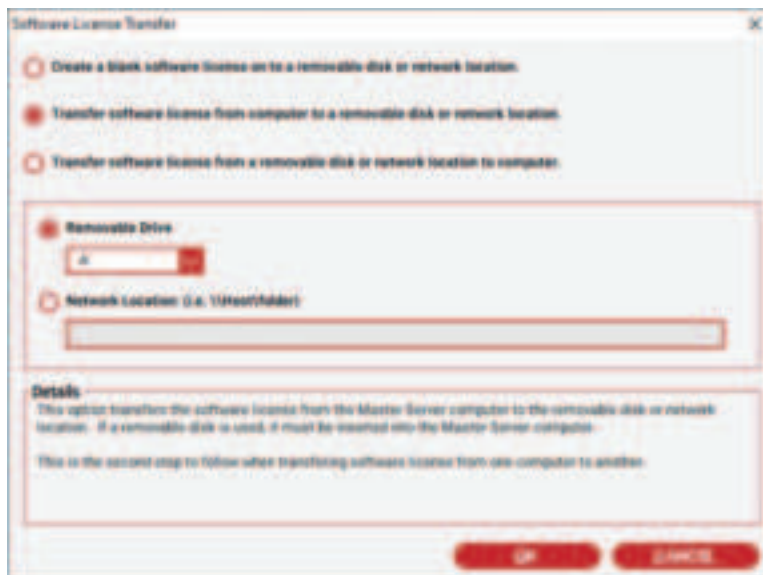 Software License Transfer
Create a blank software license on to a removable disk or network location.
Transfer software license from computer to a removable disk or network location.
Transfer software license from a removable disk or network location to computer.
Removable Drive
Network Location (i.e. \\Host\folder)
Details
This option transfers the software license from the Master Server computer to the removable disk or network
location. If a removable disk is used, it must be inserted into the Master Server computer.
This is the second step to follow when transferring software license from one computer to another.
OK
CANCEL